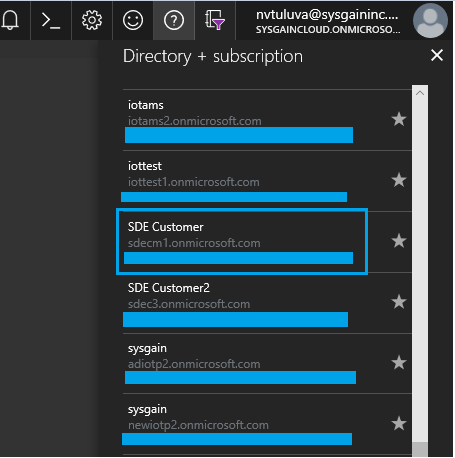 nvtuluva@sysgaininc....
SYSGAINCLOUD.ONMICROSO...
Directory + subscription
iotams
iotams2.onmicrosoft.com
iottest
iottest1.onmicrosoft.com
SDE Customer
sdecm1.onmicrosoft.com
SDE Customer2
sdec3.onmicrosoft.com
sysgain
adiotp2.onmicrosoft.com
sysgain
newiotp2.onmicrosoft.com